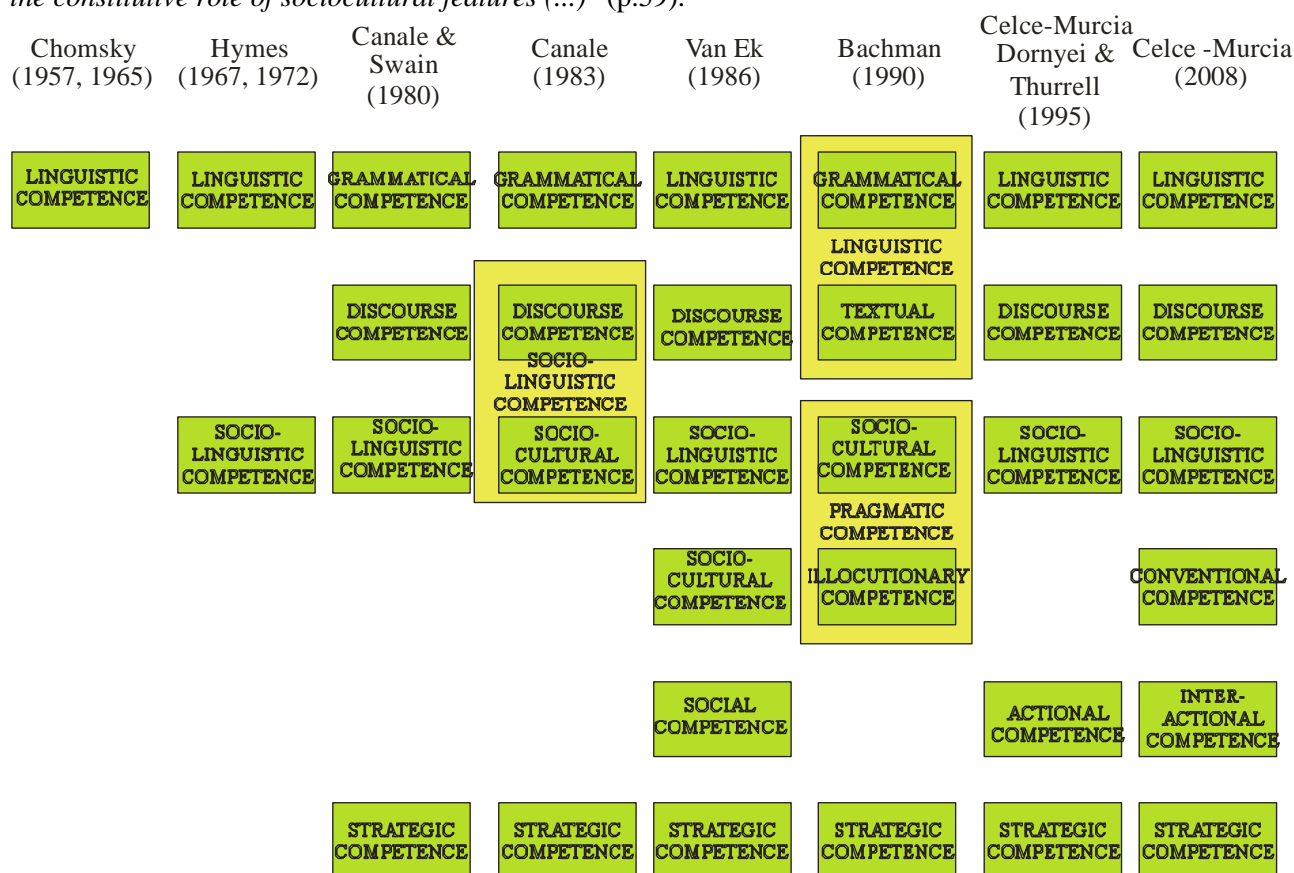 the constitutive role of sociocultural features (...)" (p.39).
Chomsky
(1957, 1965)
Hymes
(1967, 1972)
Canale &
Swain
(1980)
Canale
(1983)
Van Ek
(1986)
Bachman
(1990)
Celce-Murcia
Dornyei &
Thurrell
(1995)
Celce -Murcia
(2008)
LINGUISTIC
COMPETENCE
LINGUISTIC
COMPETENCE
GRAMMATICAL
COMPETENCE
GRAMMATICAL
COMPETENCE
LINGUISTIC
COMPETENCE
GRAMMATICAL
COMPETENCE
LINGUISTIC
COMPETENCE
LINGUISTIC
COMPETENCE
LINGUISTIC
COMPETENCE
DISCOURSE
COMPETENCE
DISCOURSE
COMPETENCE
DISCOURSE
COMPETENCE
TEXTUAL
COMPETENCE
DISCOURSE
COMPETENCE
DISCOURSE
COMPETENCE
SOCIO-
LINGUISTIC
COMPETENCE
SOCIO-
LINGUISTIC
COMPETENCE
SOCIO-
LINGUISTIC
COMPETENCE
SOCIO-
CULTURAL
COMPETENCE
SOCIO-
LINGUISTIC
COMPETENCE
SOCIO-
CULTURAL
COMPETENCE
SOCIO-
LINGUISTIC
COMPETENCE
SOCIO-
LINGUISTIC
COMPETENCE
PRAGMATIC
COMPETENCE
SOCIO-
CULTURAL
COMPETENCE
ILLOCUTIONARY
COMPETENCE
CONVENTIONAL
COMPETENCE
SOCIAL
COMPETENCE
ACTIONAL
COMPETENCE
INTER-
ACTIONAL
COMPETENCE
STRATEGIC
COMPETENCE
STRATEGIC
COMPETENCE
STRATEGIC
COMPETENCE
STRATEGIC
COMPETENCE
STRATEGIC
COMPETENCE
STRATEGIC
COMPETENCE